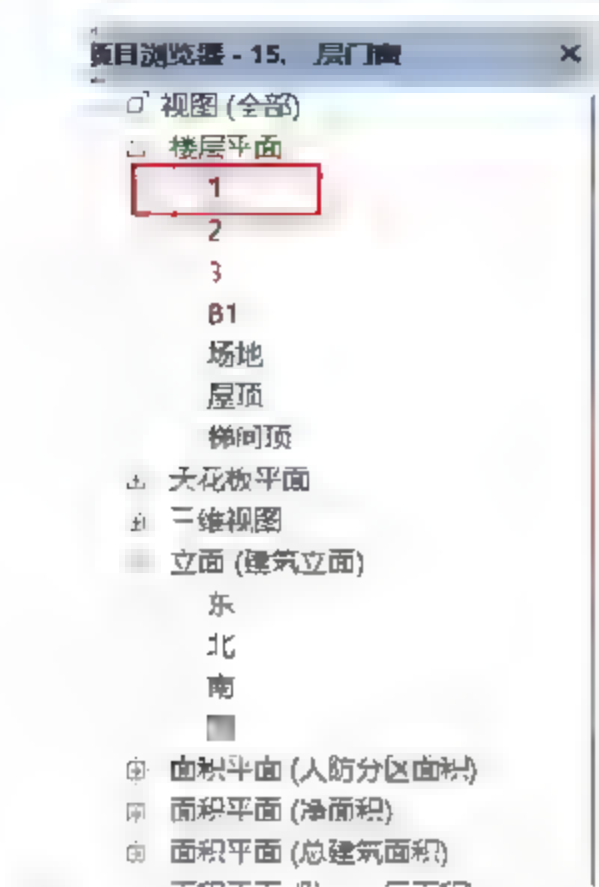 项目浏览器 - 15. 层门窗
视图 (全部)
楼层平面
1
2
3
B1
场地
屋顶
梯间顶
天花板平面
三维视图
立面 (建筑立面)
东
北
南
面积平面 (人防分区面积)
面积平面 (净面积)
面积平面 (总建筑面积)